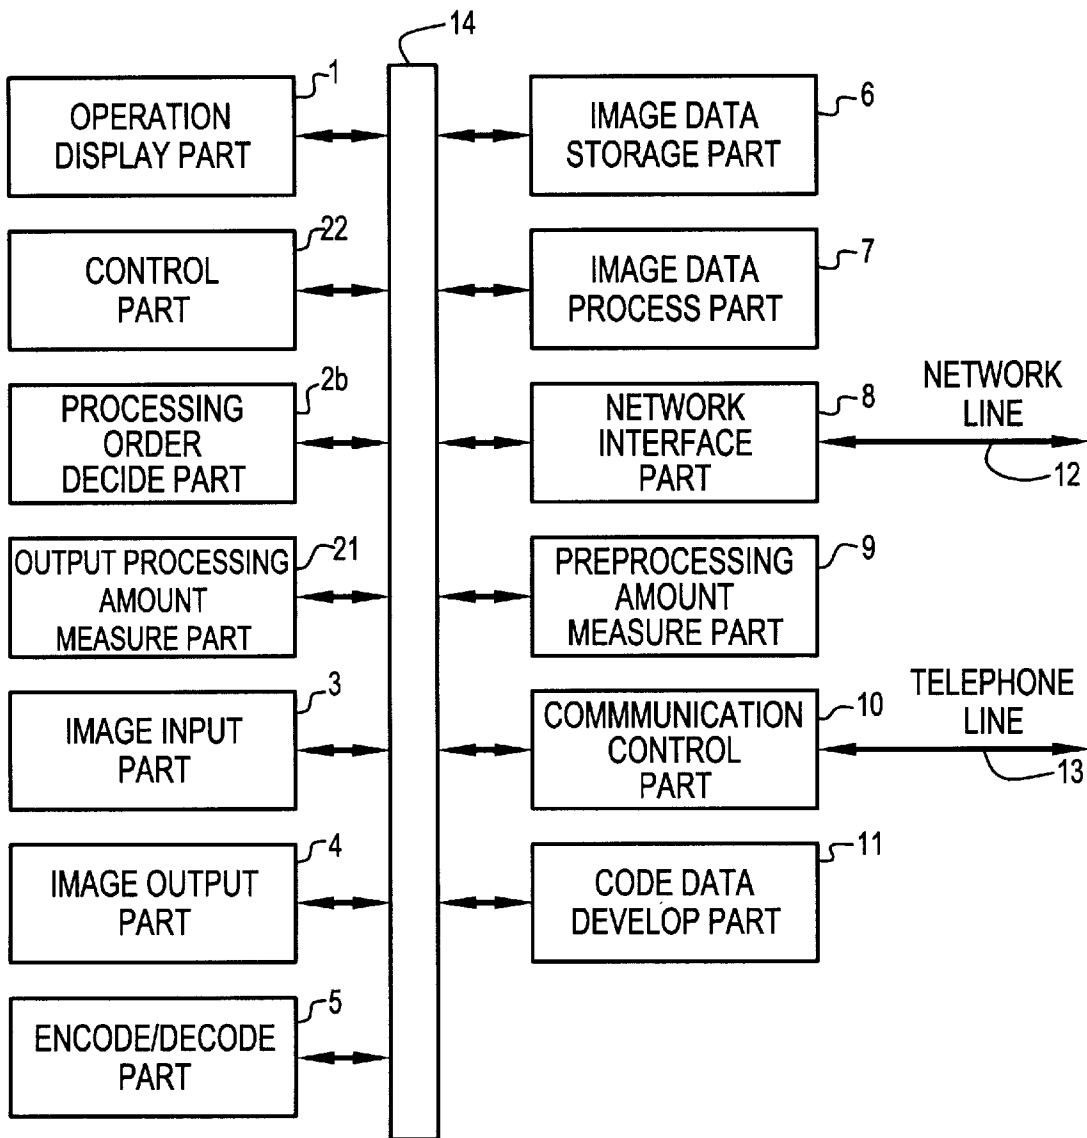 14
1
OPERATION
DISPLAY PART
22
CONTROL
PART
2b
PROCESSING
ORDER
DECIDE PART
21
OUTPUT PROCESSING
AMOUNT
MEASURE PART
3
IMAGE INPUT
PART
4
IMAGE OUTPUT
PART
5
ENCODE/DECODE
PART
6
IMAGE DATA
STORAGE PART
7
IMAGE DATA
PROCESS PART
8
NETWORK
INTERFACE
PART
NETWORK
LINE
12
9
PREPROCESSING
AMOUNT
MEASURE PART
10
COMMMUNICATION
CONTROL
PART
TELEPHONE
LINE
13
11
CODE DATA
DEVELOP PART